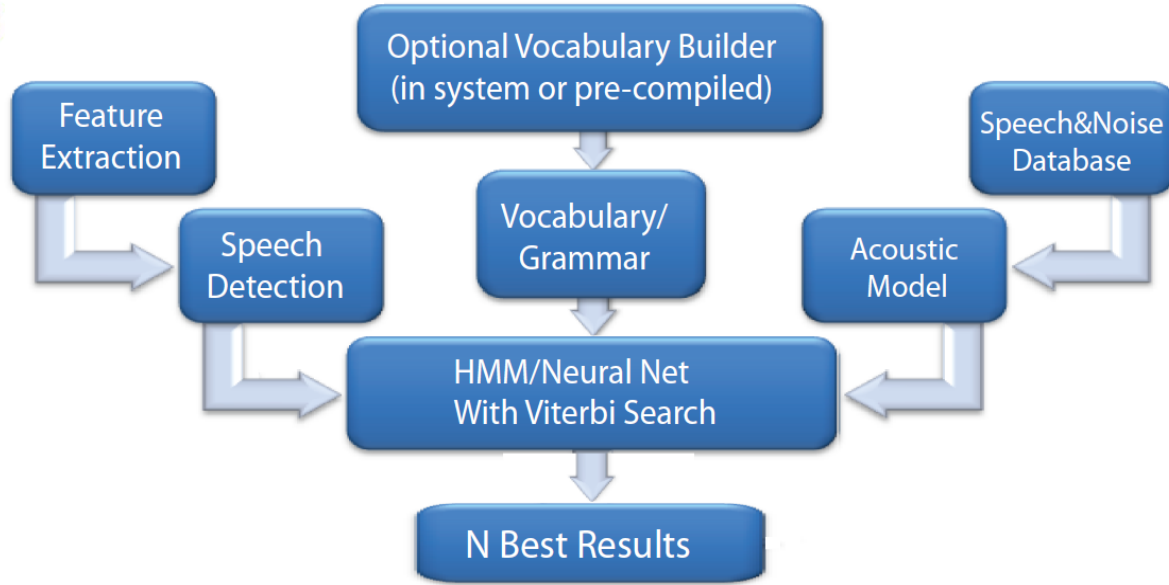 Optional Vocabulary Builder
(in system or pre-compiled)
Feature
Extraction
Speech&Noise
Database
Vocabulary/
Grammar
Speech
Detection
Acoustic
Model
HMM/Neural Net
With Viterbi Search
N Best Results